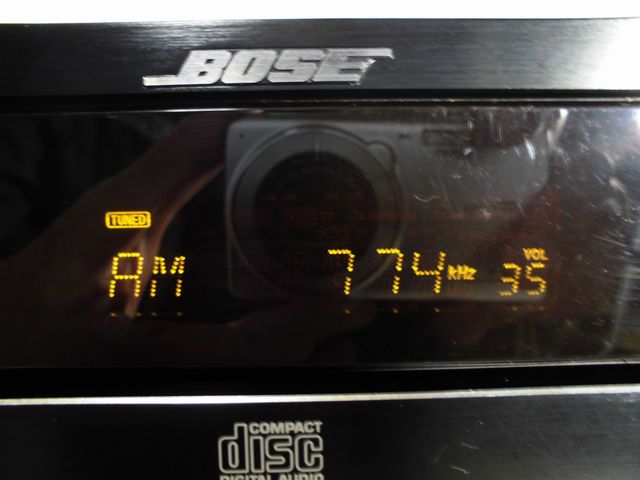 BOSE
TUNED
AM 774 kHz VOL 35
COMPACT
disc
DIGITAL AUDIO